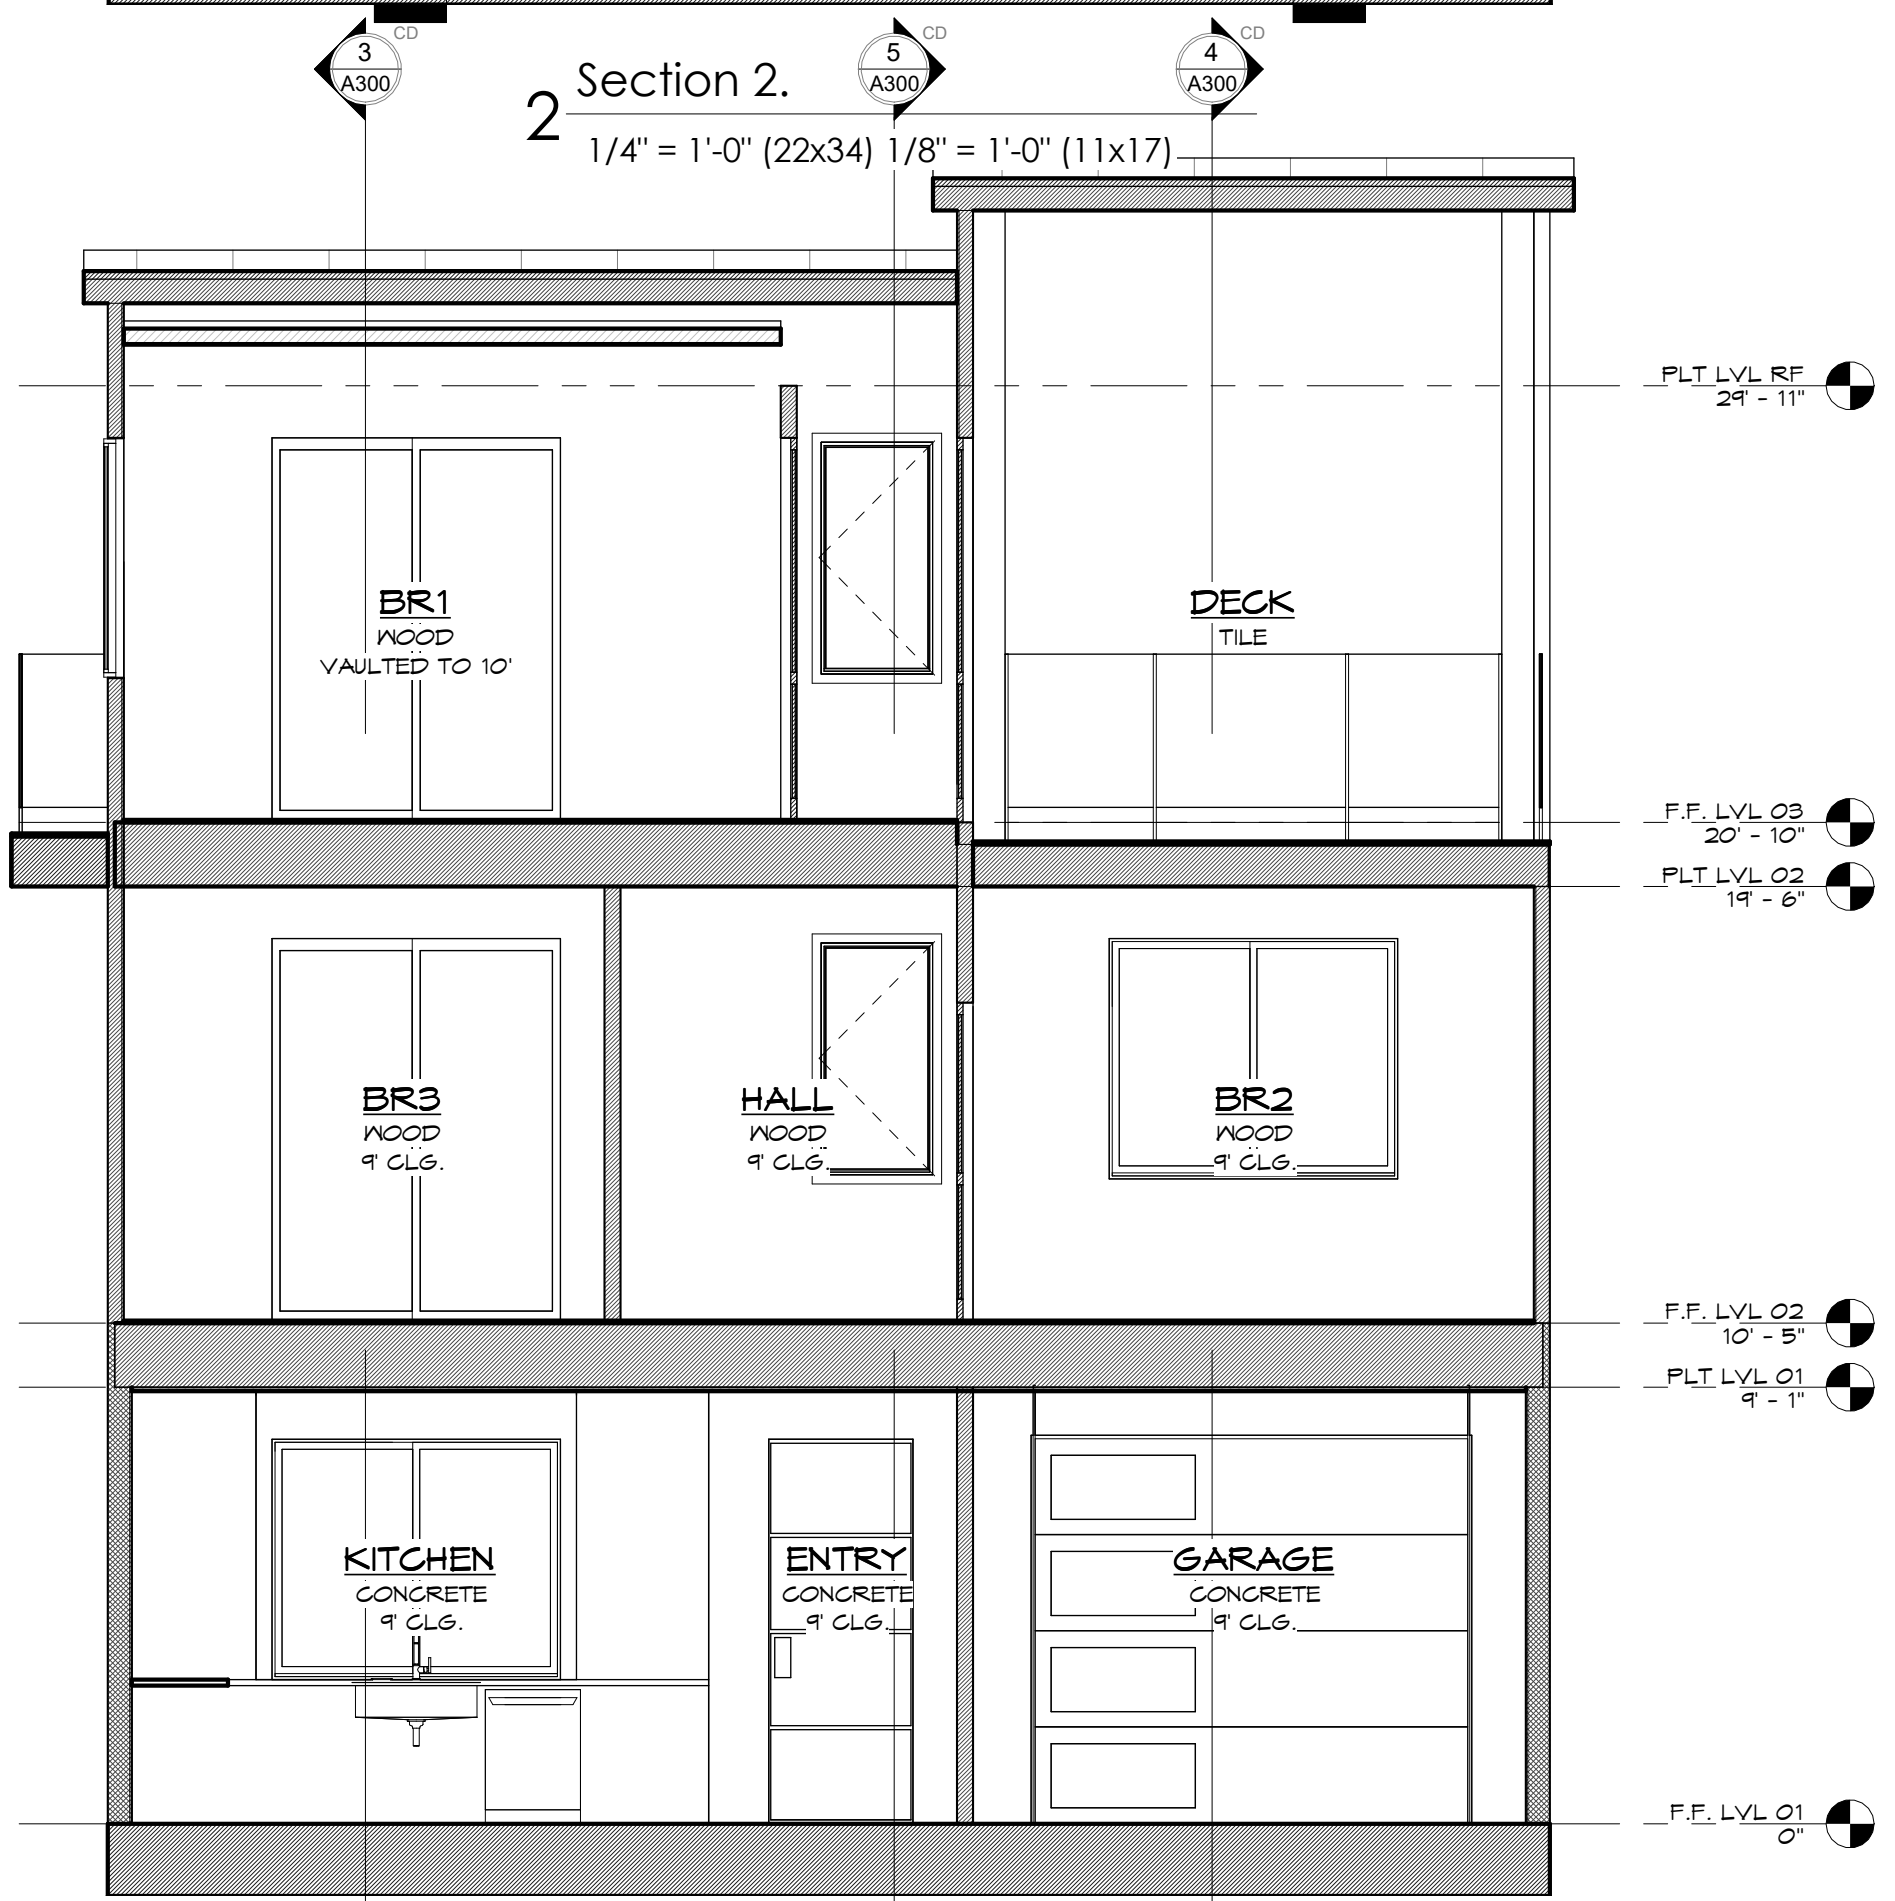 CD
3
A300
CD
5
A300
CD
4
A300
2
Section 2.
1/4" = 1'-0" (22x34) 1/8" = 1'-0" (11x17)
PLT LVL RF
29' - 11"
BR1
WOOD
VAULTED TO 10'
DECK
TILE
F.F. LVL 03
20' - 10"
PLT LVL 02
19' - 6"
BR3
WOOD
9' CLG.
HALL
WOOD
9' CLG.
BR2
WOOD
9' CLG.
F.F. LVL 02
10' - 5"
PLT LVL 01
9' - 1"
KITCHEN
CONCRETE
9' CLG.
ENTRY
CONCRETE
9' CLG.
GARAGE
CONCRETE
9' CLG.
F.F. LVL 01
0"